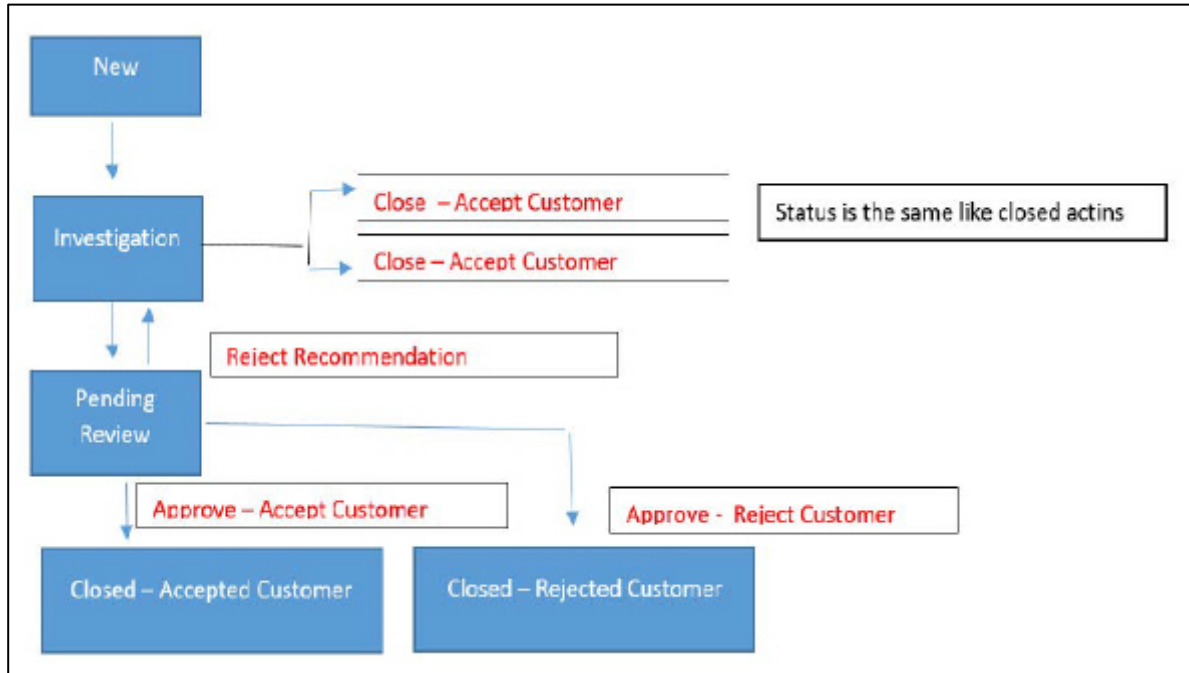 New
Close – Accept Customer
Status is the same like closed actins
Investigation
Close – Accept Customer
Reject Recommendation
Pending
Review
Approve – Accept Customer
Approve - Reject Customer
Closed – Accepted Customer
Closed – Rejected Customer